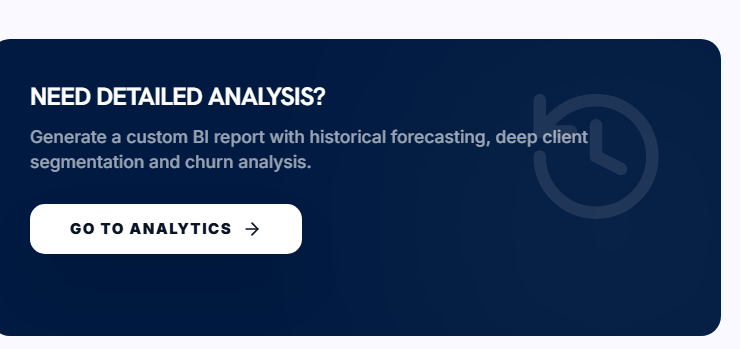 NEED DETAILED ANALYSIS?
Generate a custom BI report with historical forecasting, deep client
segmentation and churn analysis.
GO TO ANALYTICS →